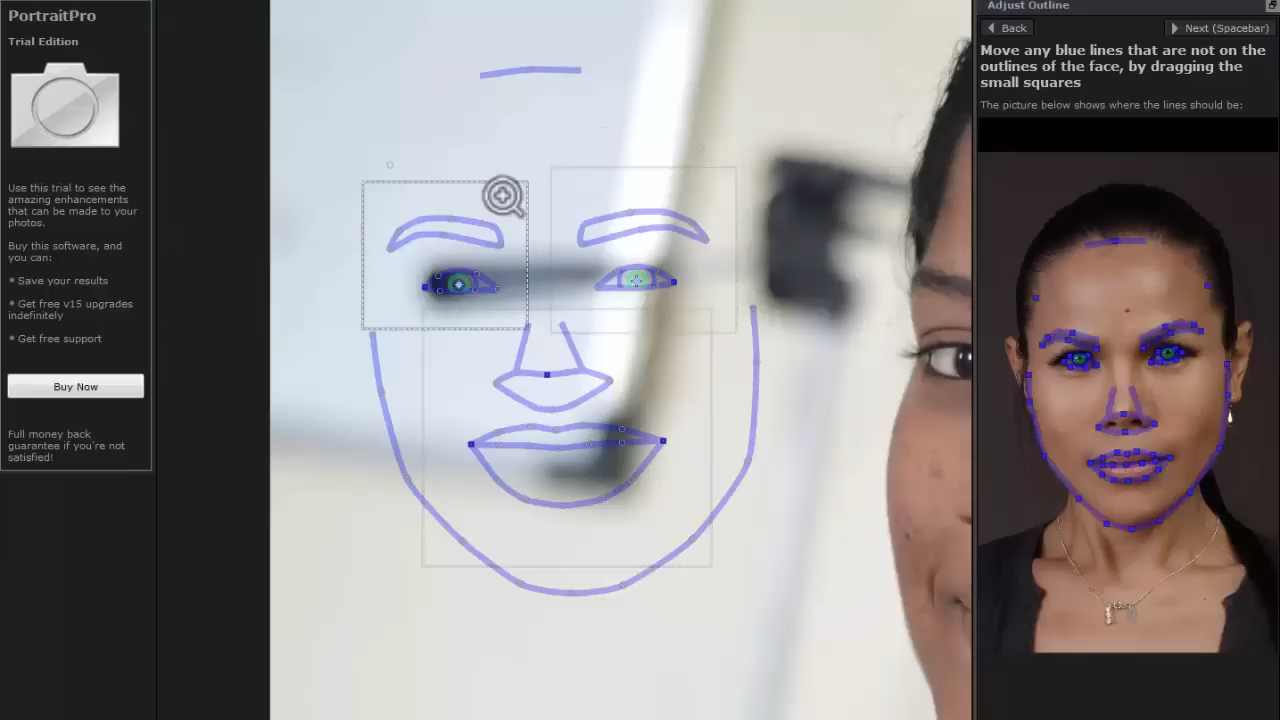 PortraitPro
Trial Edition
Use this trial to see the
amazing enhancements
that can be made to your
photos.
Buy this software, and
you can:
• Save your results
• Get free v15 upgrades
indefinitely
• Get free support
Buy Now
Full money back
guarantee if you're not
satisfied!
Adjust Outline
Back
Next (Spacebar)
Move any blue lines that are not on the
outlines of the face, by dragging the
small squares
The picture below shows where the lines should be: